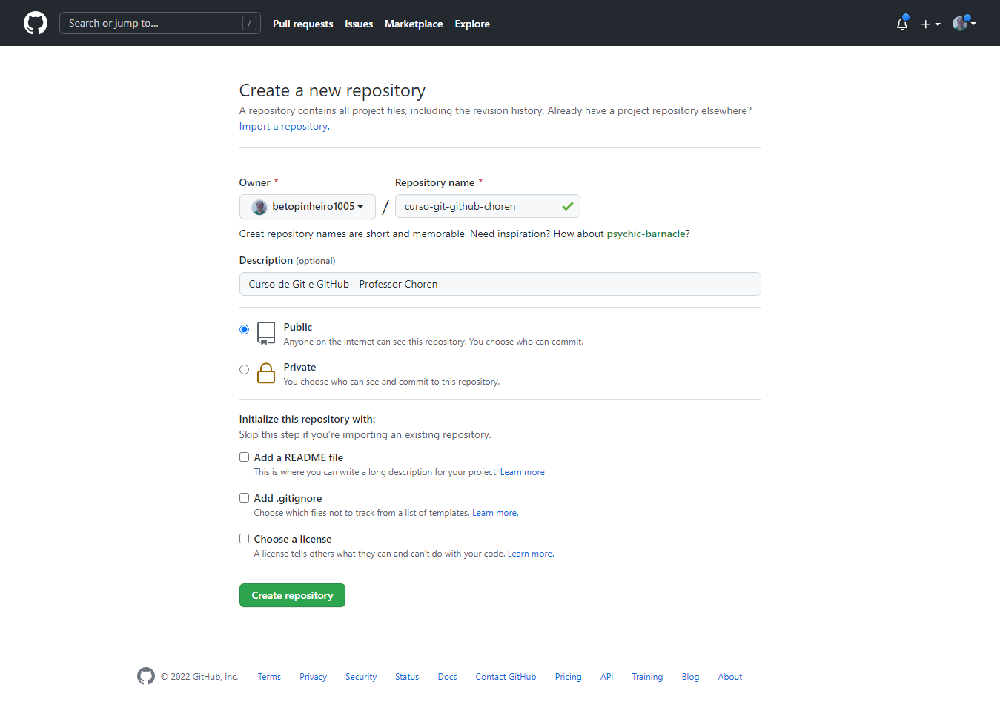 Search or jump to...
/
Pull requests
Issues
Marketplace
Explore
Create a new repository
A repository contains all project files, including the revision history. Already have a project repository elsewhere?
Import a repository.
Owner *
Repository name *
betopinheiro1005
/
curso-git-github-choren
Great repository names are short and memorable. Need inspiration? How about psychic-barnacle?
Description (optional)
Curso de Git e GitHub - Professor Choren
Public
Anyone on the internet can see this repository. You choose who can commit.
Private
You choose who can see and commit to this repository.
Initialize this repository with:
Skip this step if you're importing an existing repository.
Add a README file
This is where you can write a long description for your project. Learn more.
Add .gitignore
Choose which files not to track from a list of templates. Learn more.
Choose a license
A license tells others what they can and can't do with your code. Learn more.
Create repository
© 2022 GitHub, Inc.
Terms
Privacy
Security
Status
Docs
Contact GitHub
Pricing
API
Training
Blog
About